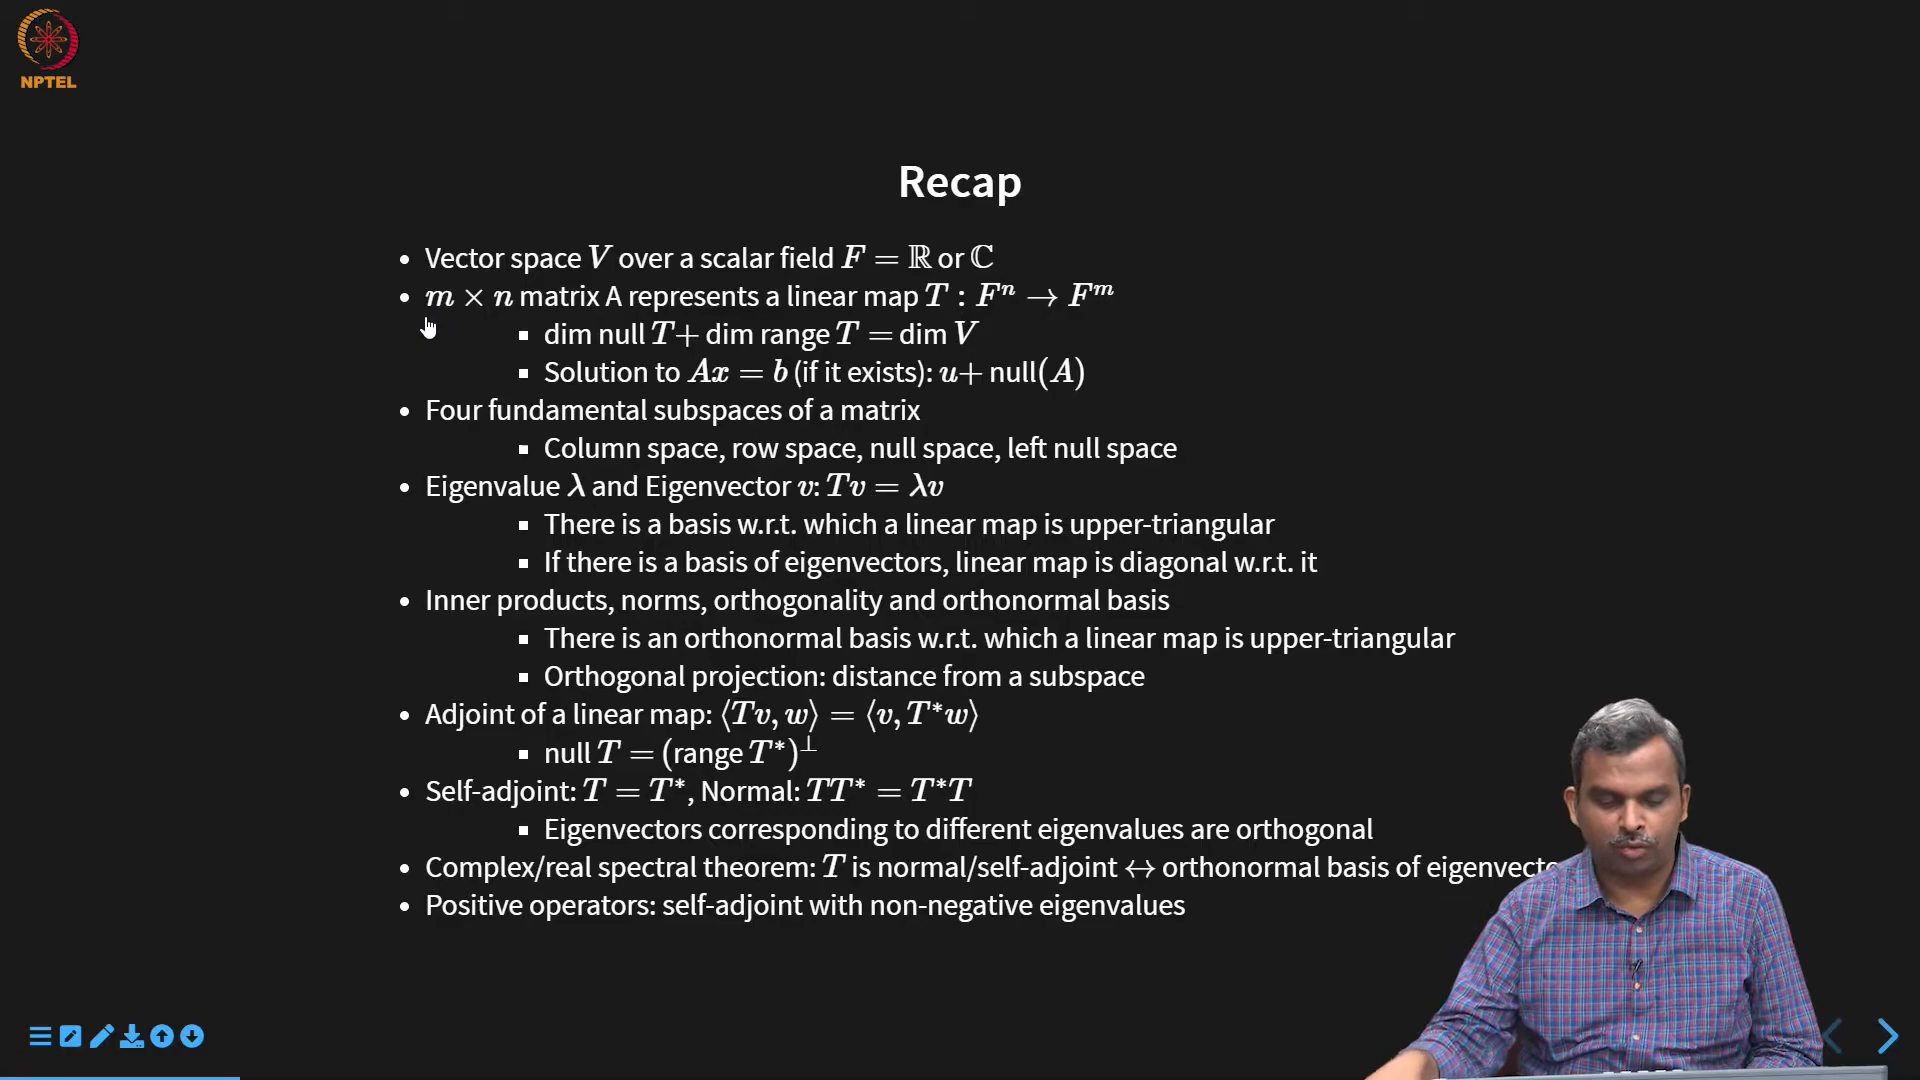 NPTEL
Recap
• Vector space V over a scalar field F = ℝ or ℂ
• m × n matrix A represents a linear map T : Fⁿ → Fᵐ
▪ dim null T + dim range T = dim V
▪ Solution to Ax = b (if it exists): u + null(A)
• Four fundamental subspaces of a matrix
▪ Column space, row space, null space, left null space
• Eigenvalue λ and Eigenvector v: Tv = λv
▪ There is a basis w.r.t. which a linear map is upper-triangular
▪ If there is a basis of eigenvectors, linear map is diagonal w.r.t. it
• Inner products, norms, orthogonality and orthonormal basis
▪ There is an orthonormal basis w.r.t. which a linear map is upper-triangular
▪ Orthogonal projection: distance from a subspace
• Adjoint of a linear map: ⟨Tv, w⟩ = ⟨v, T*w⟩
▪ null T = (range T*)⊥
• Self-adjoint: T = T*, Normal: TT* = T*T
▪ Eigenvectors corresponding to different eigenvalues are orthogonal
• Complex/real spectral theorem: T is normal/self-adjoint ↔ orthonormal basis of
• Positive operators: self-adjoint with non-negative eigenvalues